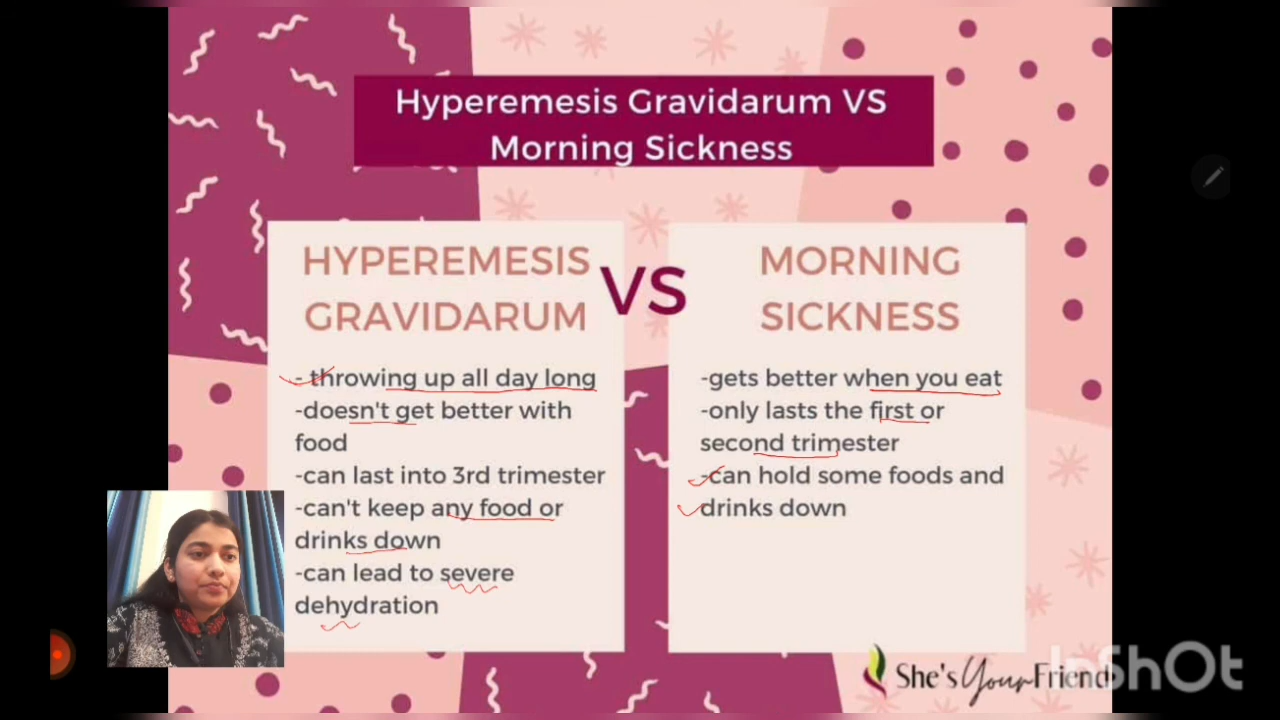 Hyperemesis Gravidarum VS
Morning Sickness
HYPEREMESIS
GRAVIDARUM
- throwing up all day long
-doesn't get better with
food
-can last into 3rd trimester
-can't keep any food or
drinks down
-can lead to severe
dehydration
VS
MORNING
SICKNESS
-gets better when you eat
-only lasts the first or
second trimester
-can hold some foods and
drinks down
She's Your Friend
InShOt